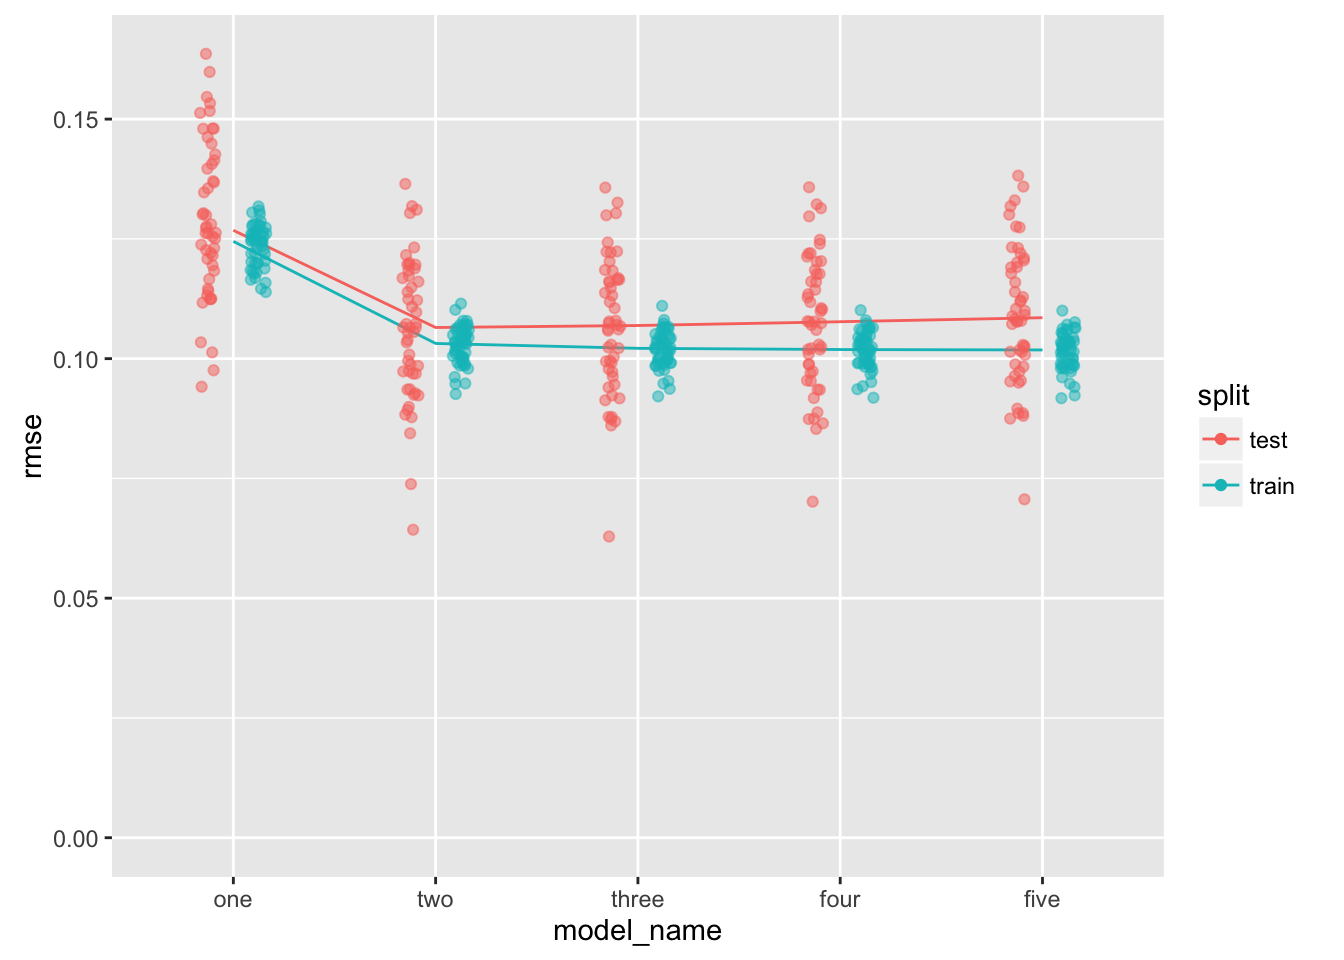 0.15
0.10
0.05
0.00
rmse
one two three four five
model_name
split
test
train